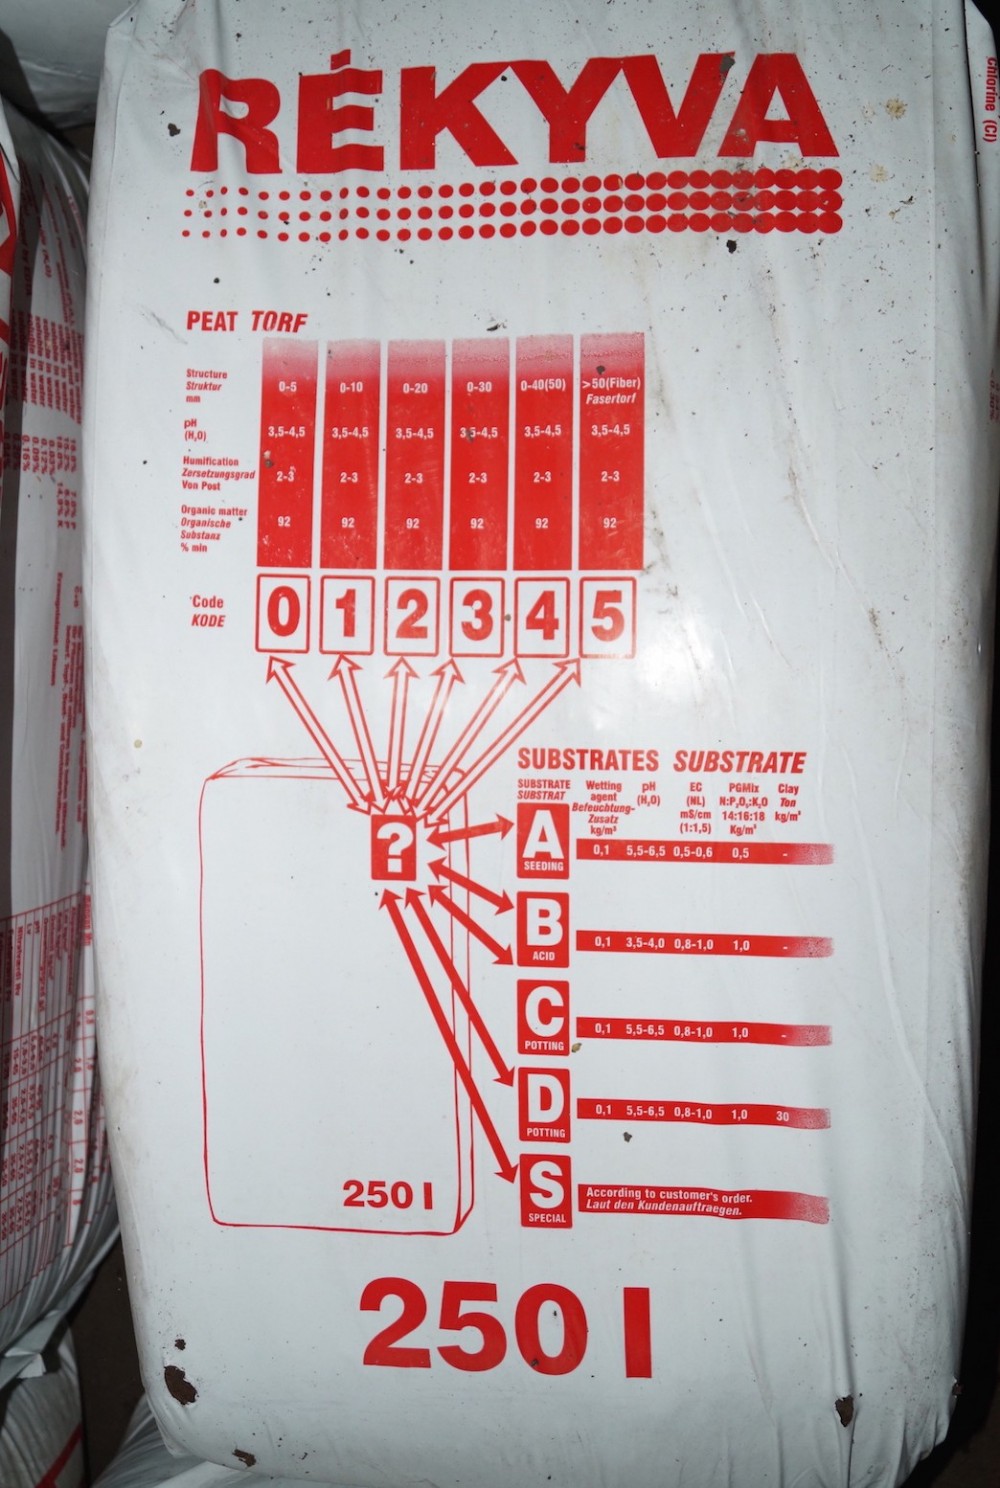 RĖKYVA
PEAT TORF
Structure
Struktur
mm
0-5 0-10 0-20 0-30 0-40(50) >50(Fiber)
Fasertorf
pH
(H₂O)
3,5-4,5 3,5-4,5 3,5-4,5 3,5-4,5 3,5-4,5 3,5-4,5
Humification
Zersetzungsgrad
Von Post
2-3 2-3 2-3 2-3 2-3 2-3
Organic matter
Organische
Substanz
% min
92 92 92 92 92 92
Code
KODE
0 1 2 3 4 5
?
250 l
SUBSTRATES SUBSTRATE
SUBSTRATE
SUBSTRAT
Wetting
agent
Befeuchtung-
Zusatz
kg/m³
pH
(H₂O)
EC
(NL)
mS/cm
(1:1,5)
PGMix
N:P₂O₅:K₂O
14:16:18
Kg/m³
Clay
Ton
kg/m³
A
SEEDING
0,1 5,5-6,5 0,5-0,6 0,5 -
B
ACID
0,1 3,5-4,0 0,8-1,0 1,0 -
C
POTTING
0,1 5,5-6,5 0,8-1,0 1,0 -
D
POTTING
0,1 5,5-6,5 0,8-1,0 1,0 30
S
SPECIAL
According to customer's order.
Laut den Kundenauftraegen.
250 l
Chlorine (Cl)